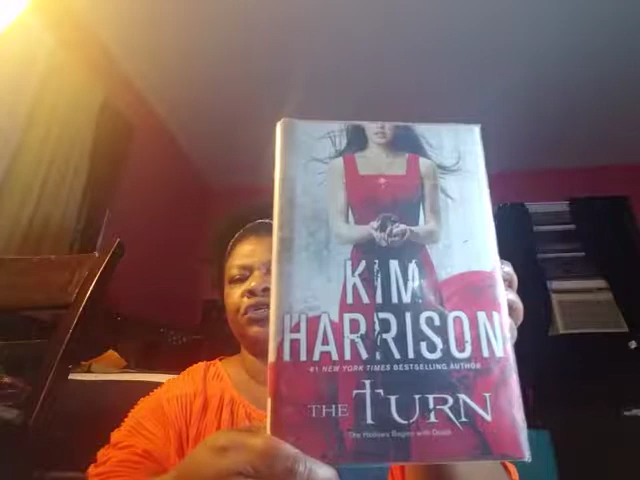 KIM
HARRISON
#1 NEW YORK TIMES BESTSELLING AUTHOR
THE TURN
The Hollows Begins with Death